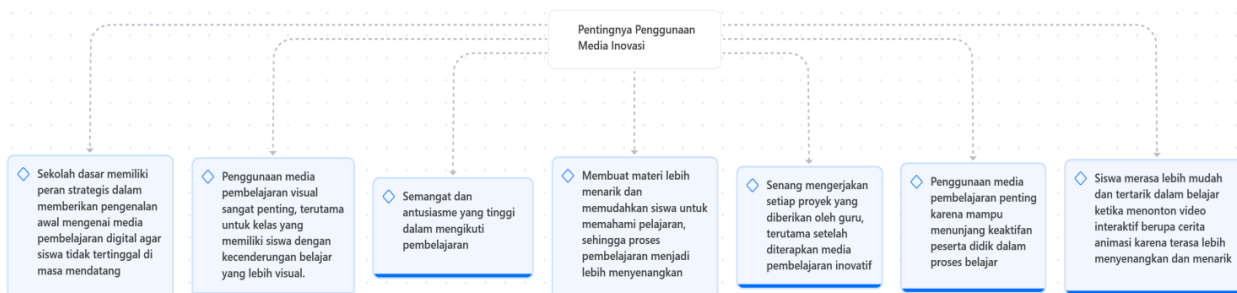 Pentingnya Penggunaan
Media Inovasi
Sekolah dasar memiliki
peran strategis dalam
memberikan pengenalan
awal mengenai media
pembelajaran digital agar
siswa tidak tertinggal di
masa mendatang
Penggunaan media
pembelajaran visual
sangat penting, terutama
untuk kelas yang
memiliki siswa dengan
kecenderungan belajar
yang lebih visual.
Semangat dan
antusiasme yang tinggi
dalam mengikuti
pembelajaran
Membuat materi lebih
menarik dan
memudahkan siswa untuk
memahami pelajaran,
sehingga proses
pembelajaran menjadi
lebih menyenangkan
Senang mengerjakan
setiap proyek yang
diberikan oleh guru,
terutama setelah
diterapkan media
pembelajaran inovatif
Penggunaan media
pembelajaran penting
karena mampu
menunjang keaktifan
peserta didik dalam
proses belajar
Siswa merasa lebih mudah
dan tertarik dalam belajar
ketika menonton video
interaktif berupa cerita
animasi karena terasa lebih
menyenangkan dan menarik